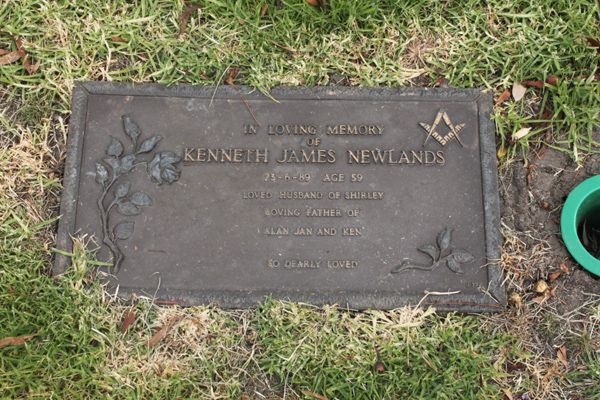 IN LOVING MEMORY
OF
KENNETH JAMES NEWLANDS
23-6-89 AGE 59
LOVED HUSBAND OF SHIRLEY
LOVING FATHER OF
ALAN JAN AND KEN
SO DEARLY LOVED